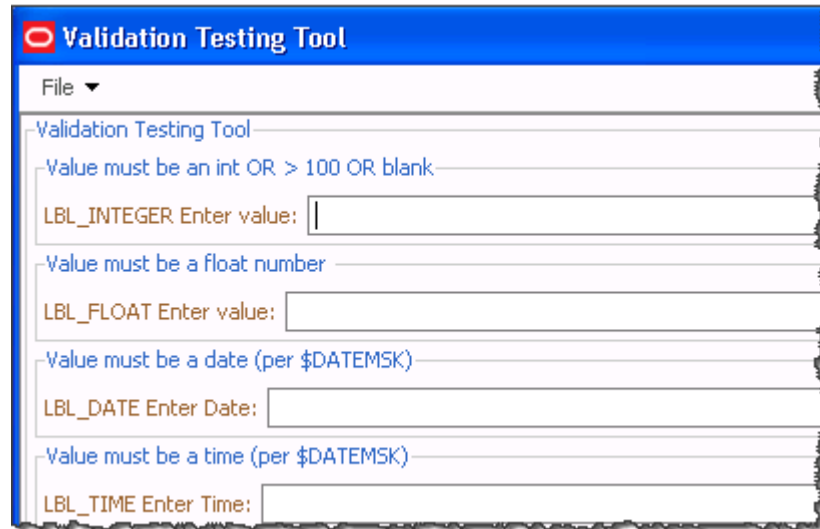 Validation Testing Tool
File
Validation Testing Tool
Value must be an int OR > 100 OR blank
LBL_INTEGER Enter value:
Value must be a float number
LBL_FLOAT Enter value:
Value must be a date (per $DATEMSK)
LBL_DATE Enter Date:
Value must be a time (per $DATEMSK)
LBL_TIME Enter Time: